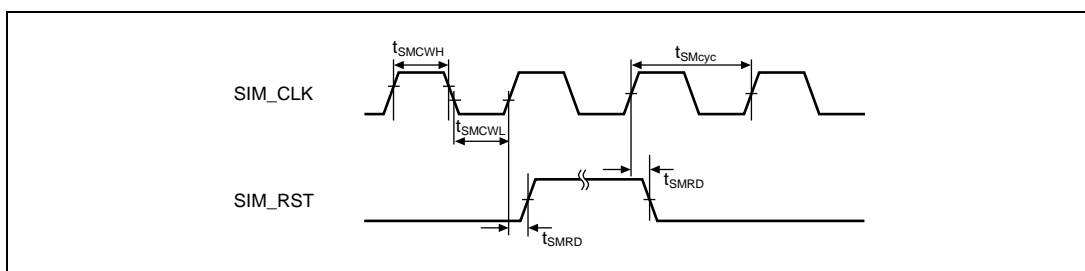 tSMCWH
tSMcyc
SIM_CLK
tSMCWL
tSMRD
SIM_RST
tSMRD